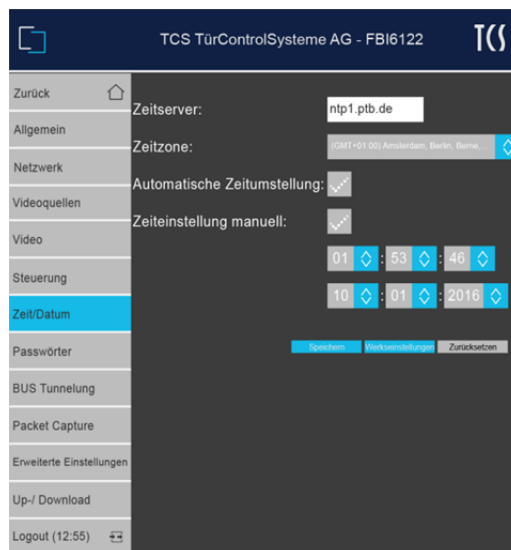 TCS TürControlSysteme AG - FBI6122
TCS
Zurück
Allgemein
Netzwerk
Videoquellen
Video
Steuerung
Zeit/Datum
Passwörter
BUS Tunnelung
Packet Capture
Erweiterte Einstellungen
Up-/ Download
Logout (12:55)
Zeitserver: ntp1.ptb.de
Zeitzone: (GMT+01:00) Amsterdam, Berlin, Berne,...
Automatische Zeitumstellung:
Zeiteinstellung manuell:
01 : 53 : 46
10 : 01 : 2016
Speichern Werkseinstellungen Zurücksetzen